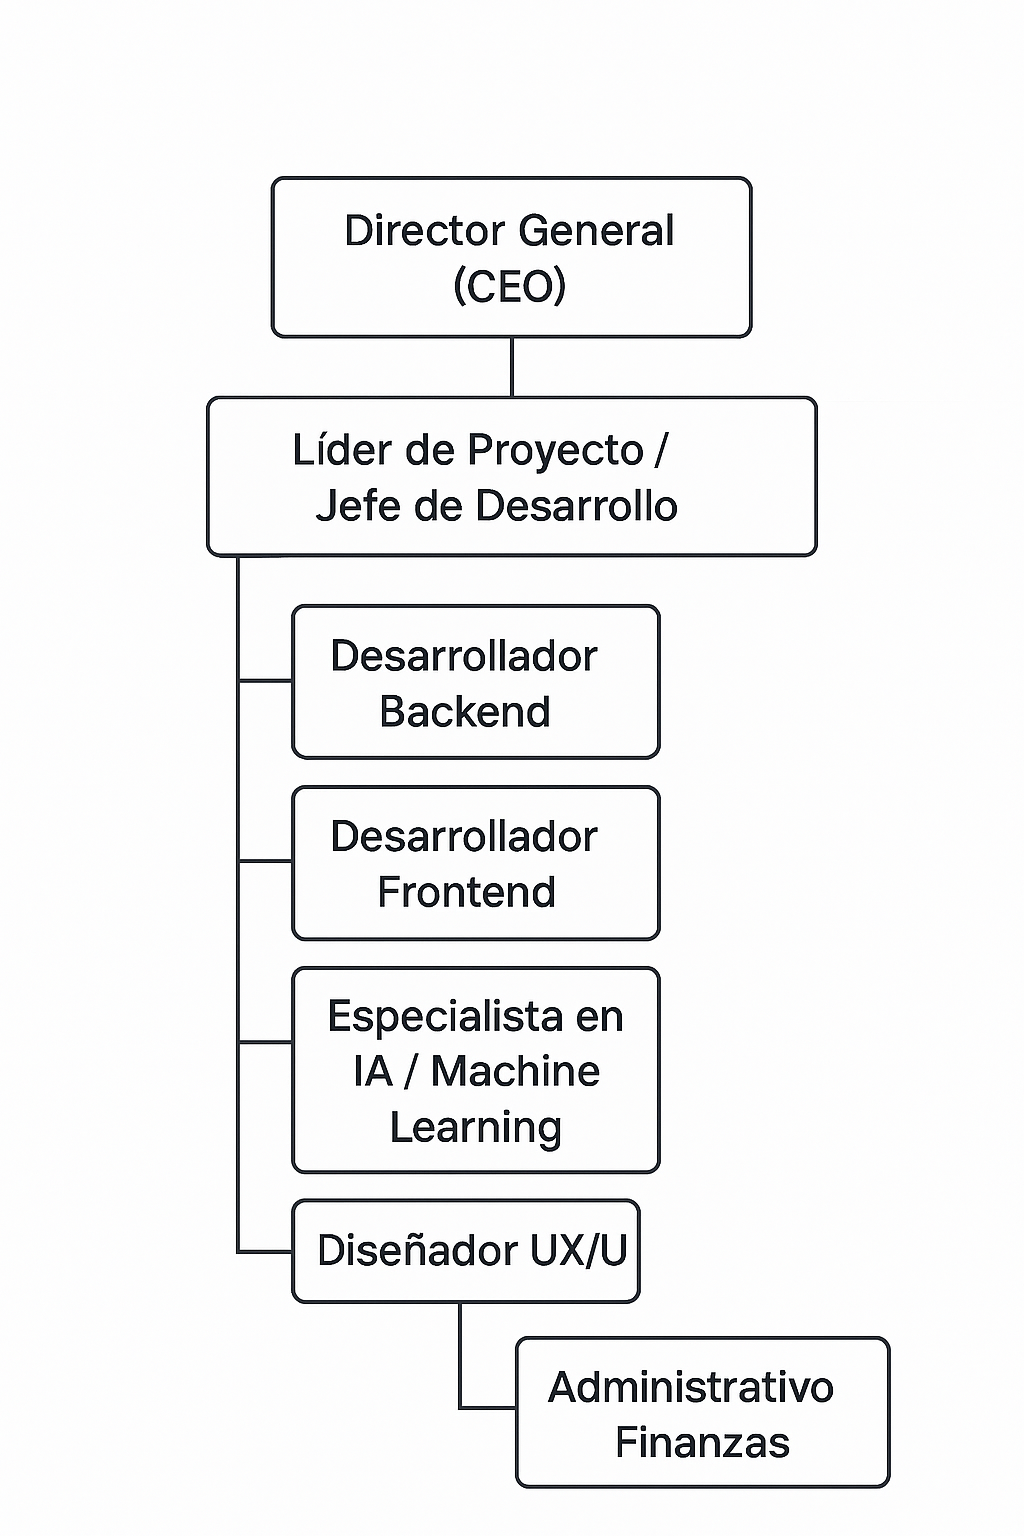 Director General
(CEO)
Líder de Proyecto /
Jefe de Desarrollo
Desarrollador
Backend
Desarrollador
Frontend
Especialista en
IA / Machine
Learning
Diseñador UX/U
Administrativo
Finanzas